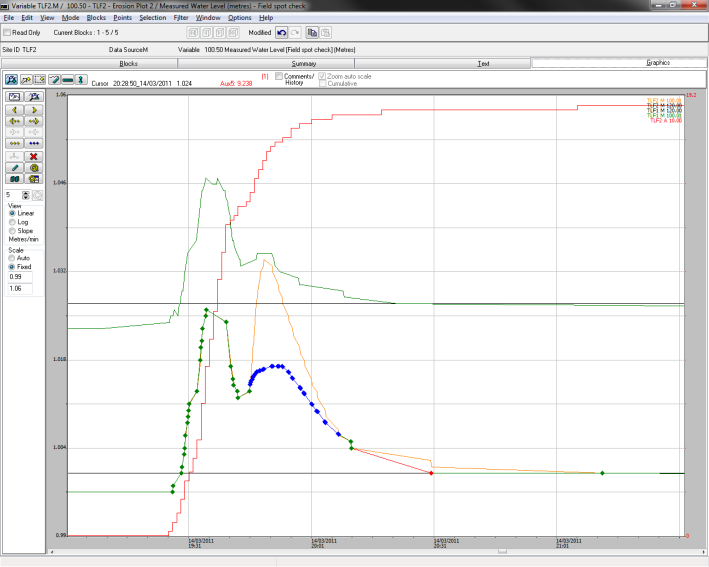 Variable TLF2.M / 100.50 - TLF2 - Erosion Plot 2 / Measured Water Level (metres) - Field spot check
File Edit View Mode Blocks Points Selection Filter Window Options Help
Read Only Current Blocks : 1 - 5 / 5 Modified
Site ID TLF2 Data SourceM Variable 100.50 Measured Water Level [Field spot check] (Metres)
Blocks Summary Text Graphics
Cursor 20:28:50_14/03/2011 1.024 Aux5: 9.238 (1) Comments/ History Zoom auto scale
Cumulative
1.06
19.2
TLF2 M 100.00
TLF1 M 120.00
TLF1 M 100.01
TLF2 A 10.00
1.046
5
View
Linear
Log
Slope
Metres/min
Scale
Auto
Fixed
0.99
1.06
1.032
1.018
1.004
0.99
0
14/03/2011 14/03/2011 14/03/2011 14/03/2011
19:31 20:01 20:31 21:01